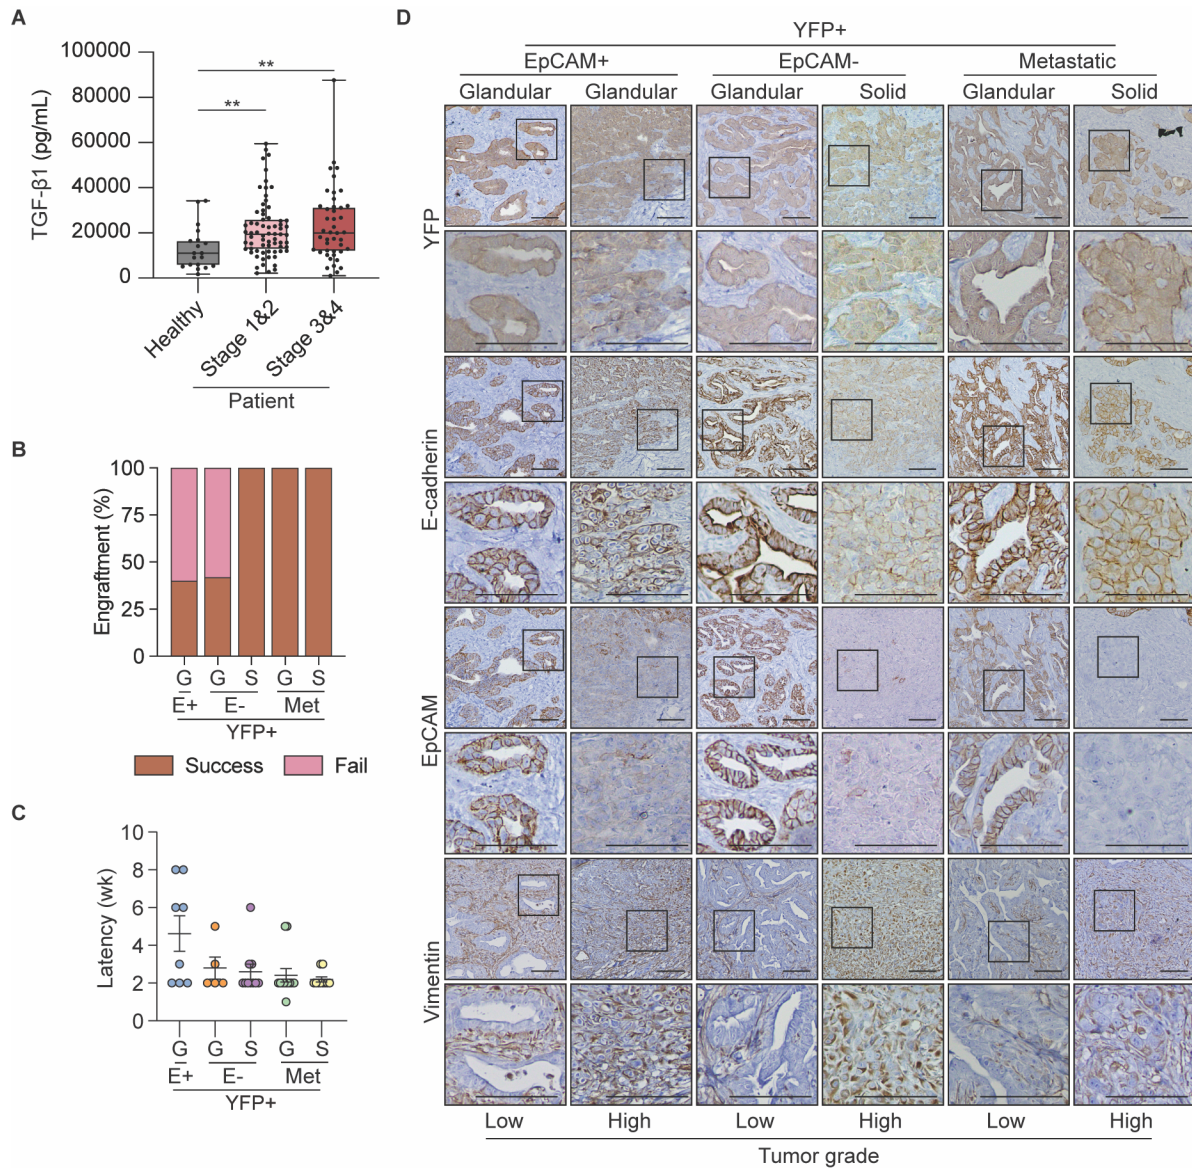 A
TGF-β1 (pg/mL)
100000
80000
60000
40000
20000
0
**
**
Healthy
Stage 1&2
Stage 3&4
Patient
B
Engraftment (%)
100
75
50
25
0
G G S G S
E+ E- Met
YFP+
Success Fail
C
Latency (wk)
10
8
6
4
2
0
G G S G S
E+ E- Met
YFP+
D
YFP+
EpCAM+ EpCAM- Metastatic
Glandular Glandular Glandular Solid Glandular Solid
YFP
E-cadherin
EpCAM
Vimentin
Low High Low High Low High
Tumor grade